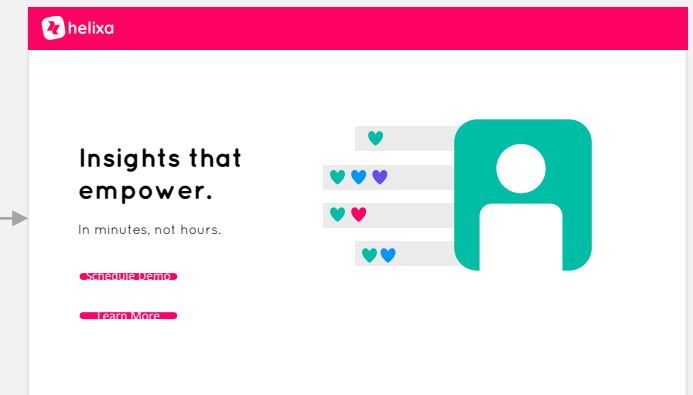 helixa
Insights that
empower.
In minutes, not hours.
Schedule Demo
Learn More